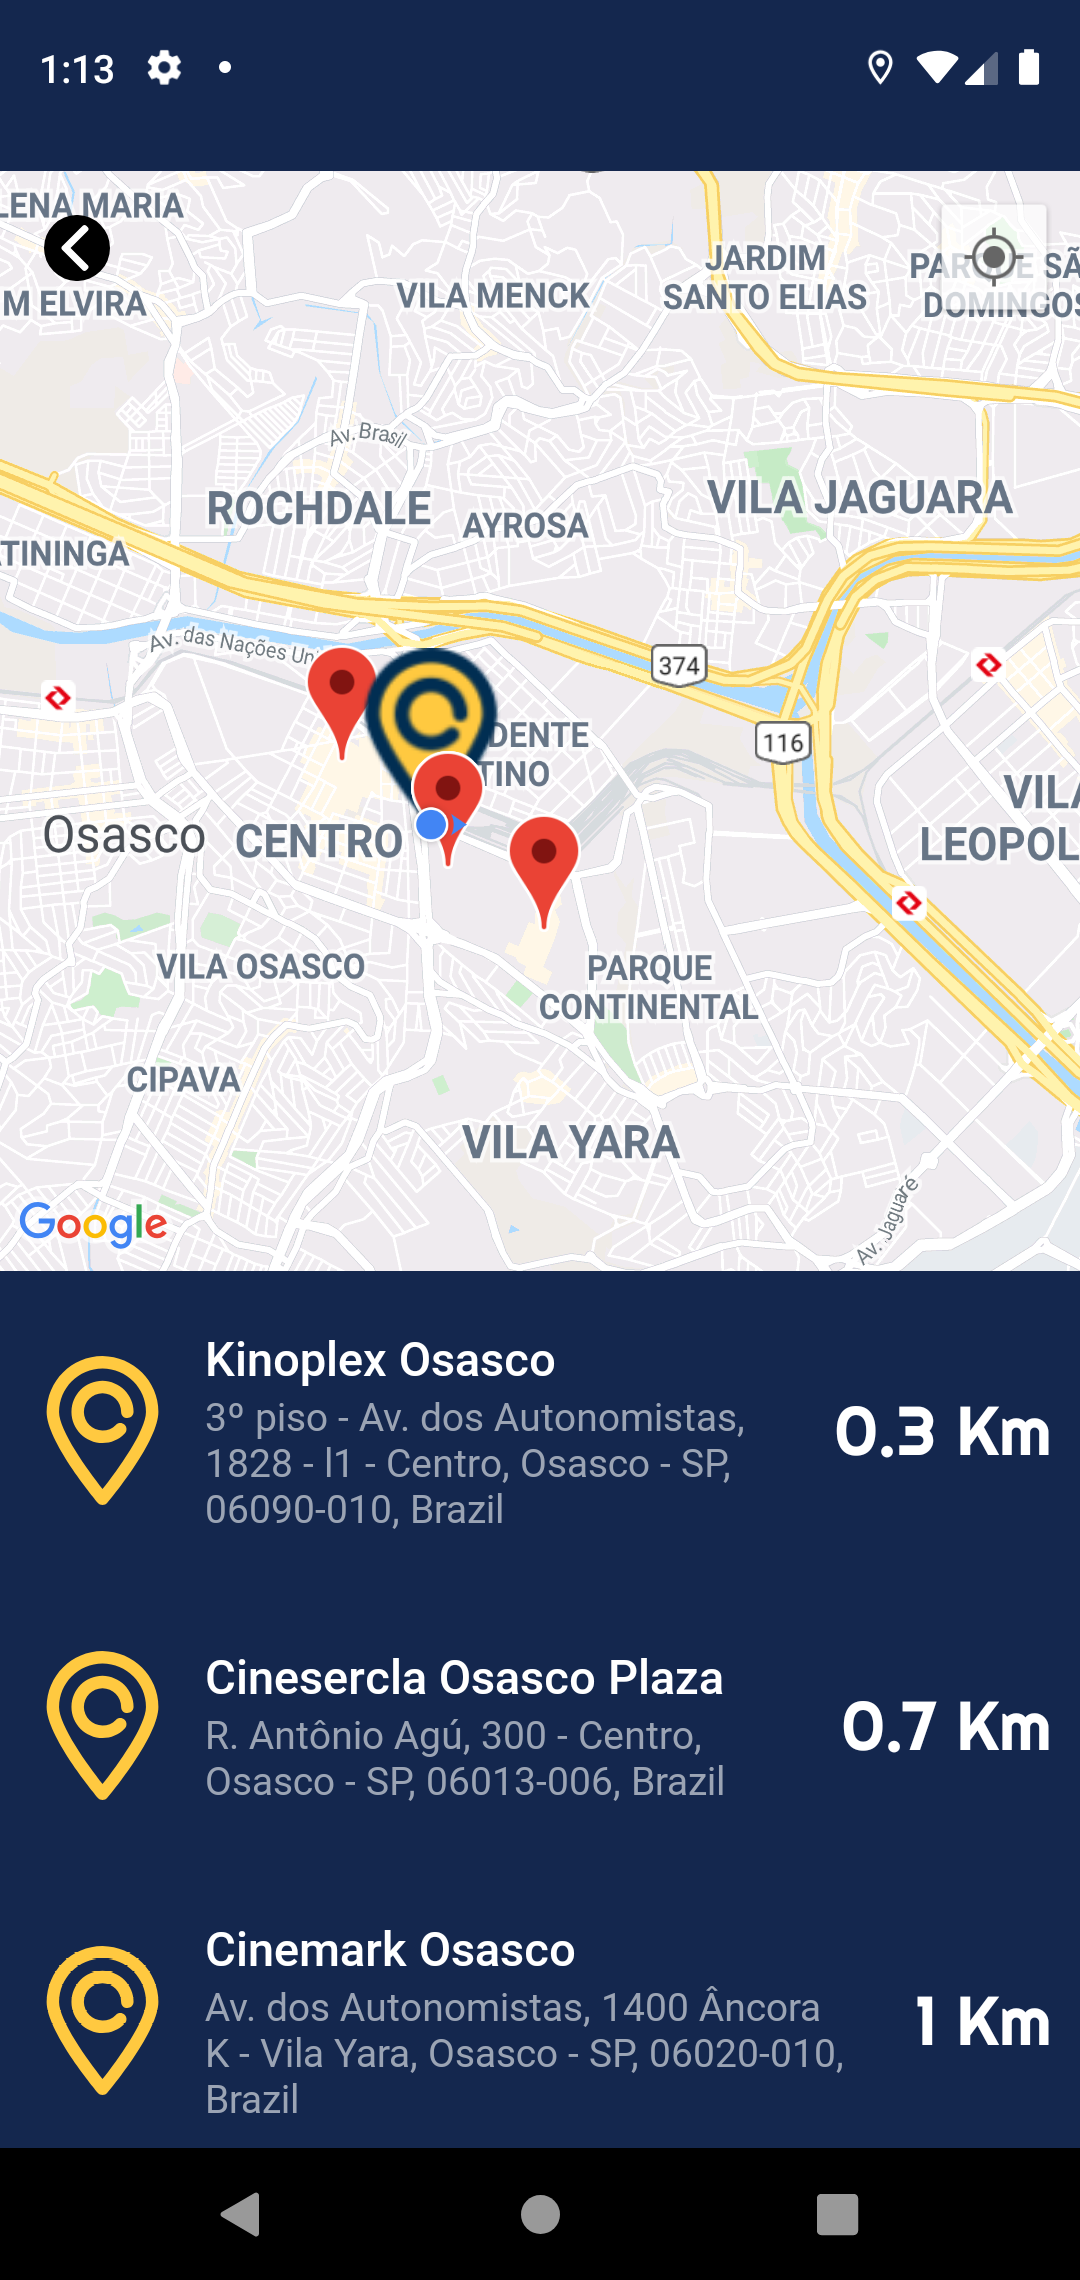 1:13
LENA MARIA
M ELVIRA
VILA MENCK
JARDIM
SANTO ELIAS
PARQUE SÃ
DOMINGOS
Av. Brasil
ROCHDALE
AYROSA
VILA JAGUARA
TININGA
Av. das Nações Uni
374
116
DENTE
TINO
VILA
LEOPOL
Osasco
CENTRO
VILA OSASCO
PARQUE
CONTINENTAL
CIPAVA
VILA YARA
Av. Jaguaré
Google
Kinoplex Osasco
3º piso - Av. dos Autonomistas,
1828 - l1 - Centro, Osasco - SP,
06090-010, Brazil
0.3 Km
Cinesercla Osasco Plaza
R. Antônio Agú, 300 - Centro,
Osasco - SP, 06013-006, Brazil
0.7 Km
Cinemark Osasco
Av. dos Autonomistas, 1400 Âncora
K - Vila Yara, Osasco - SP, 06020-010,
Brazil
1 Km